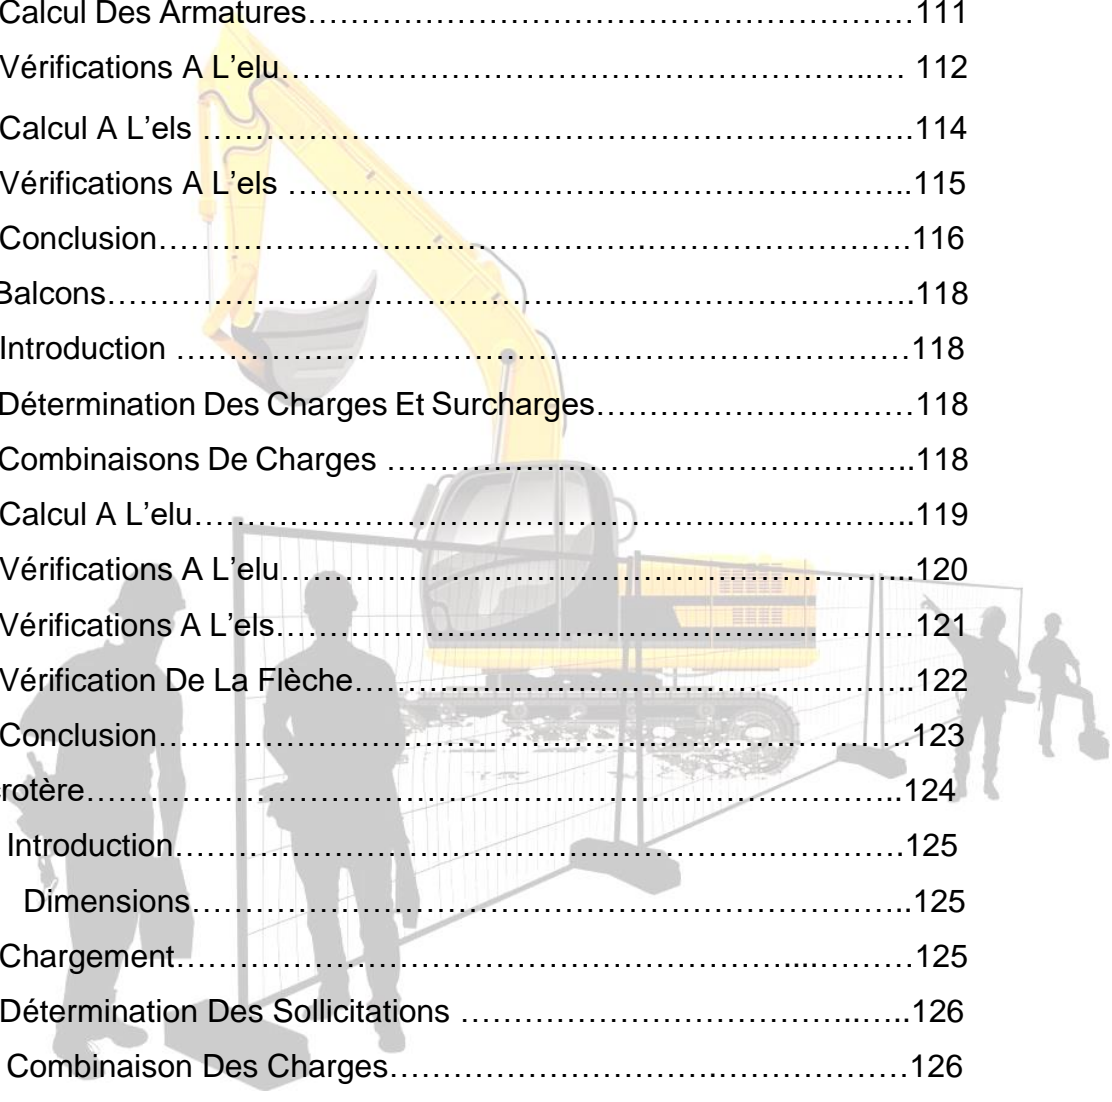 Calcul Des Armatures……………………………………………………….111
Vérifications A L’elu…………………………………………………..… 112
Calcul A L’els ……………………………………………………………….114
Vérifications A L’els ………………………………………………………..115
Conclusion…………………………………………….……………………….116
Balcons……………………………………………………………………….118
Introduction ………………………………………………………………….118
Détermination Des Charges Et Surcharges……………………………118
Combinaisons De Charges ………………………………………………..118
Calcul A L’elu………………………………………………………………..119
Vérifications A L’elu………………………………………………………..120
Vérifications A L’els…………………………………………………………121
Vérification De La Flèche…………………………………………………..122
Conclusion…………………………………………………………….……….123
rotère………………………………………………………………………..124
Introduction…………………………………………………….……………125
Dimensions…………………………………………………………………..125
Chargement……………………………………………………....…………125
Détermination Des Sollicitations …………………………………..…..126
Combinaison Des Charges…………………………….…………………126